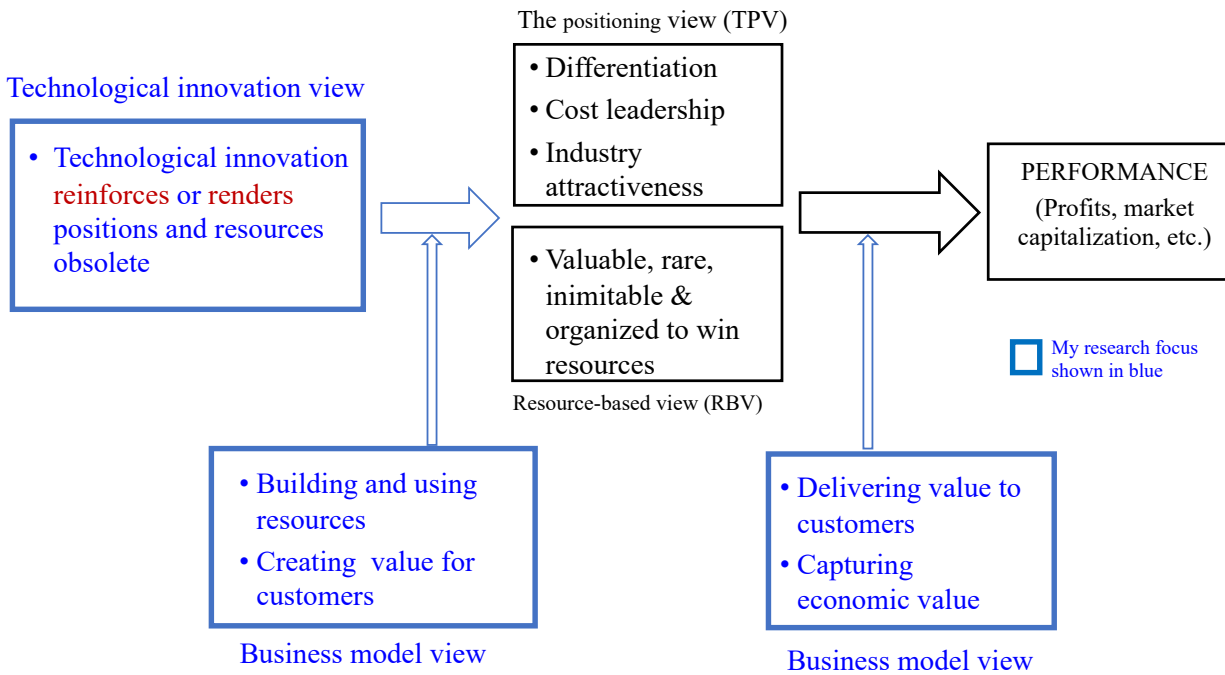 The positioning view (TPV)
• Differentiation
• Cost leadership
• Industry
attractiveness
Technological innovation view
• Technological innovation
reinforces or renders
positions and resources
obsolete
• Valuable, rare,
inimitable &
organized to win
resources
Resource-based view (RBV)
PERFORMANCE
(Profits, market
capitalization, etc.)
My research focus
shown in blue
• Building and using
resources
• Creating  value for
customers
Business model view
• Delivering value to
customers
• Capturing
economic value
Business model view